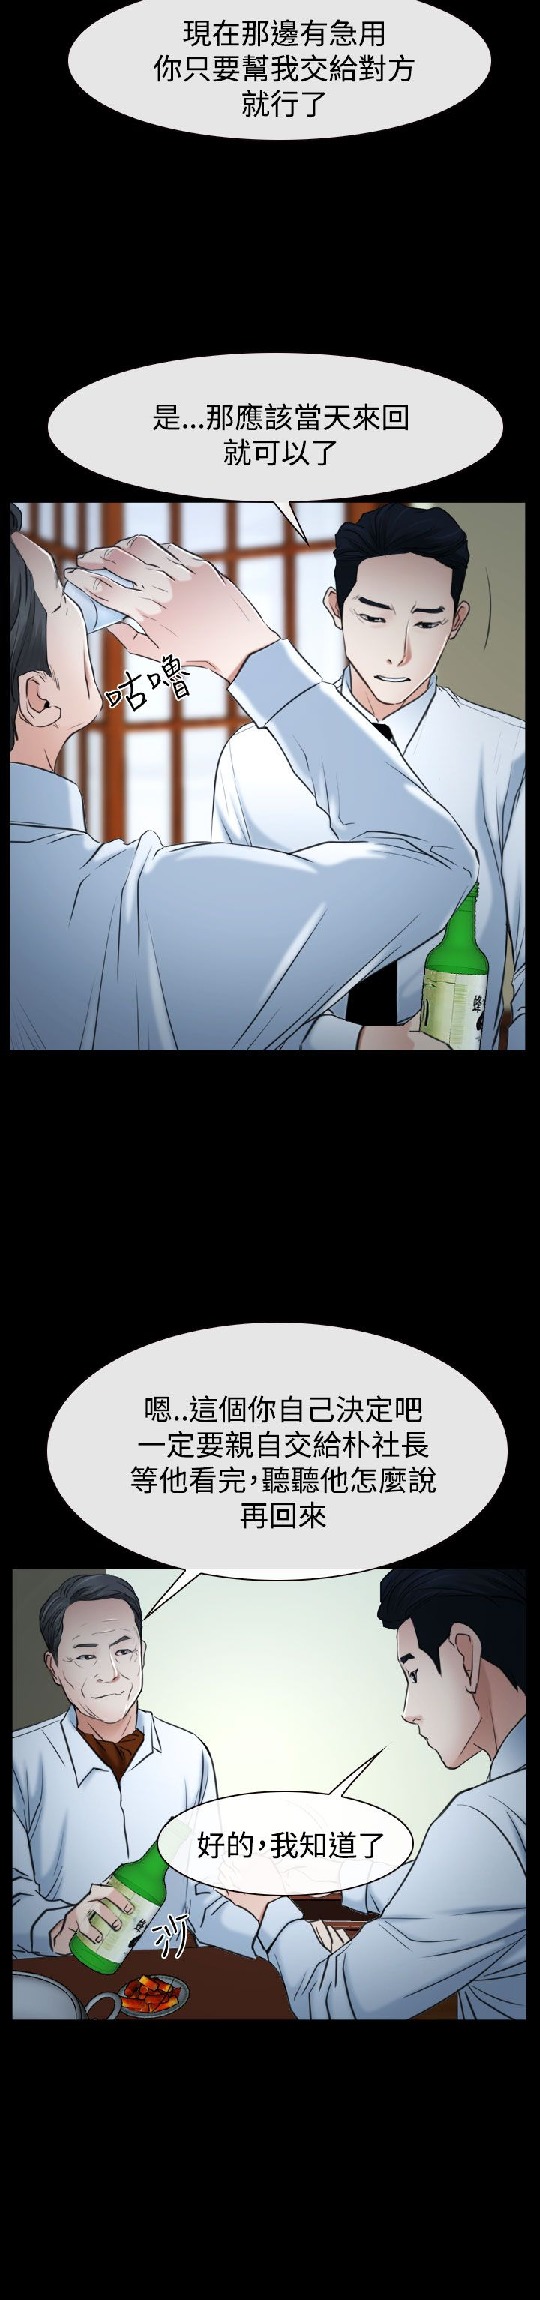 現在那邊有急用
你只要幫我交給對方
就行了
是...那應該當天來回
就可以了
咕嚕
嗯..這個你自己決定吧
一定要親自交給朴社長
等他看完,聽聽他怎麼說
再回來
好的,我知道了
沙